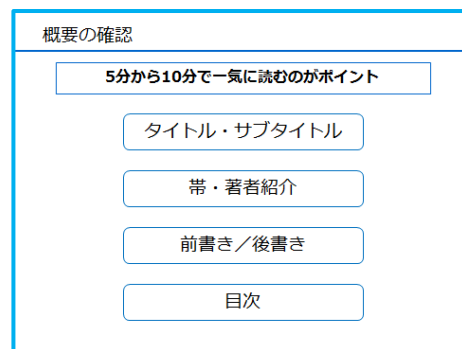 概要の確認
5分から10分で一気に読むのがポイント
タイトル・サブタイトル
帯・著者紹介
前書き／後書き
目次